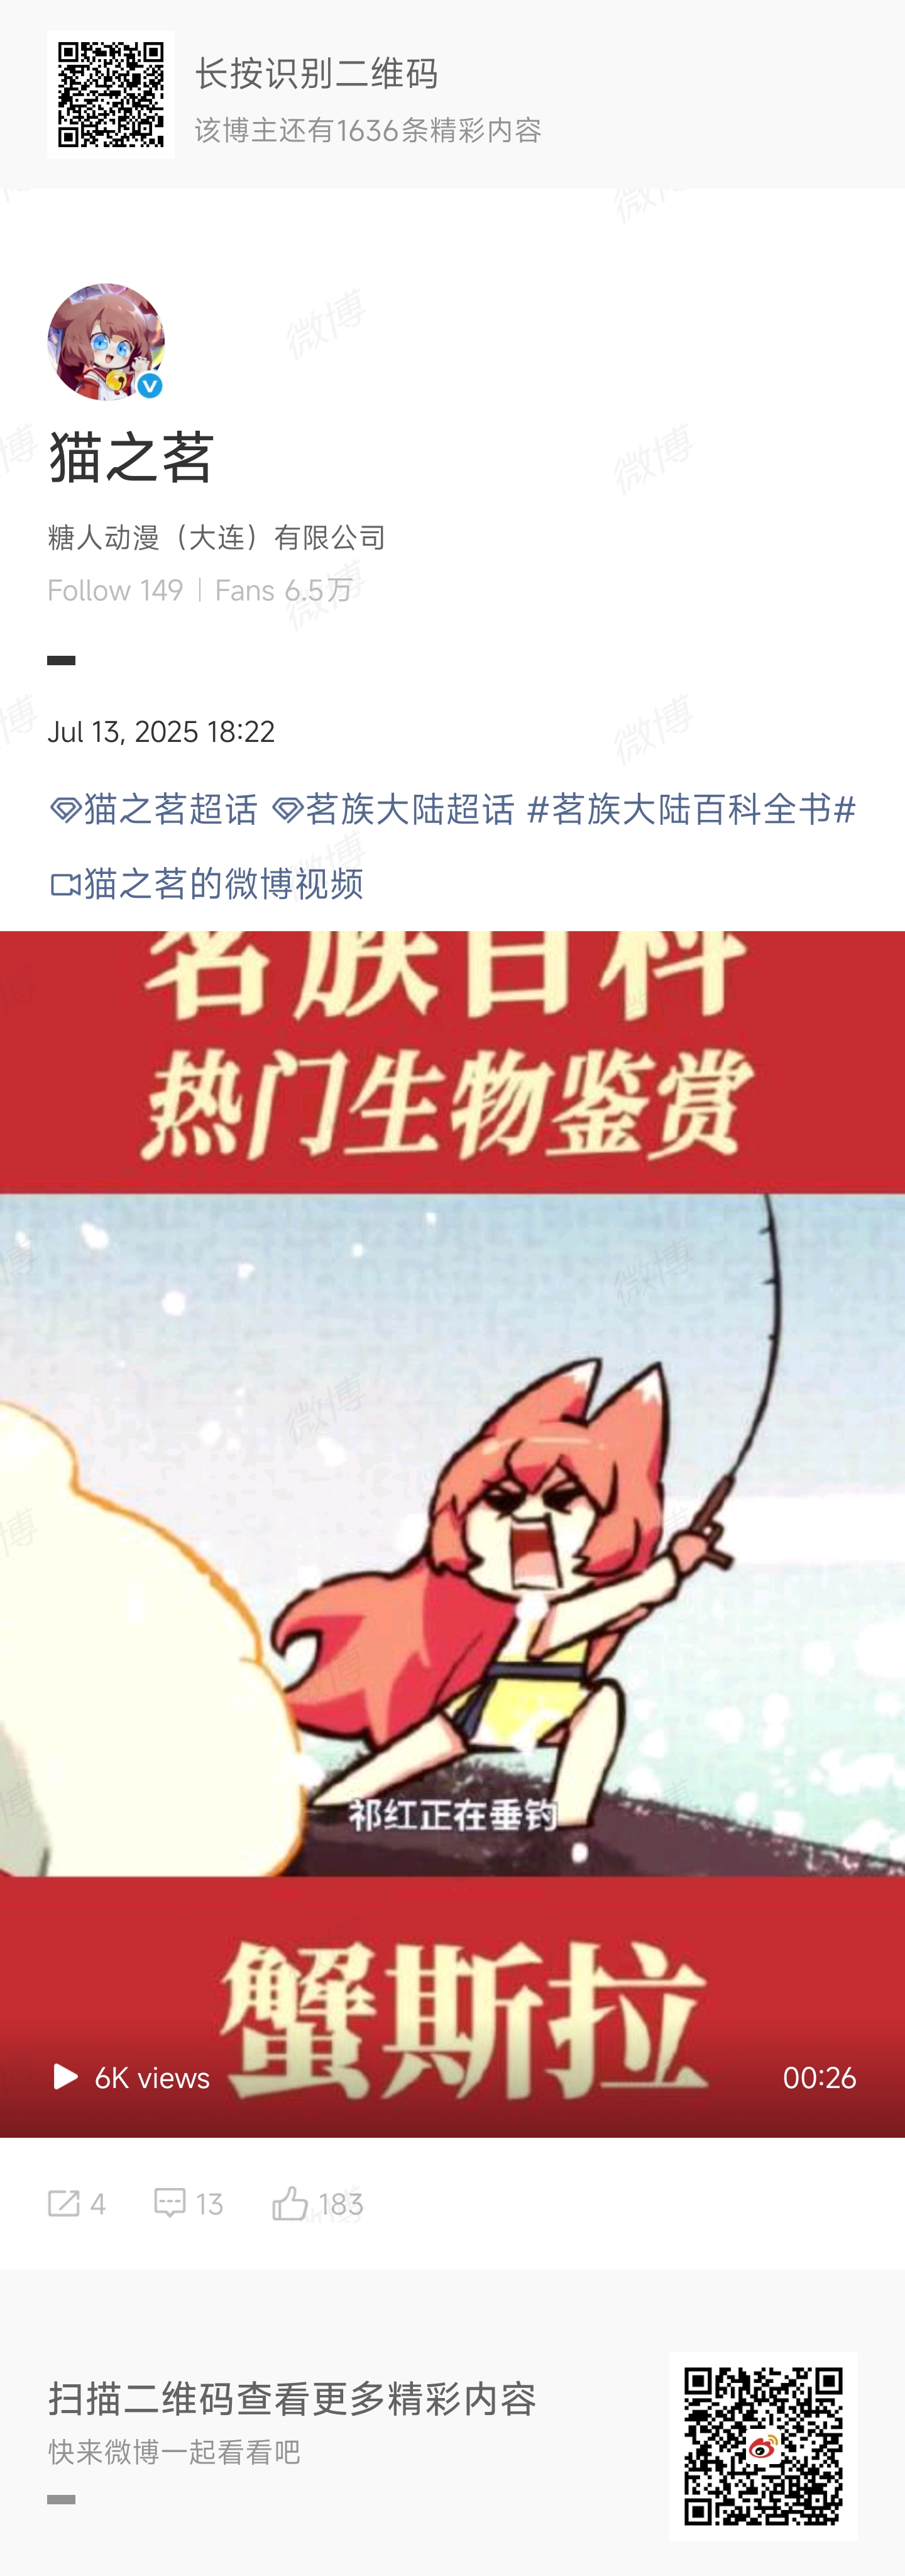 长按识别二维码
该博主还有1636条精彩内容
猫之茗
糖人动漫（大连）有限公司
Follow 149 | Fans 6.5万
Jul 13, 2025 18:22
猫之茗超话 茗族大陆超话 #茗族大陆百科全书#
猫之茗的微博视频
茗族百科
热门生物鉴赏
祁红正在垂钓
蟹斯拉
6K views 00:26
4 13 183
扫描二维码查看更多精彩内容
快来微博一起看看吧
微博